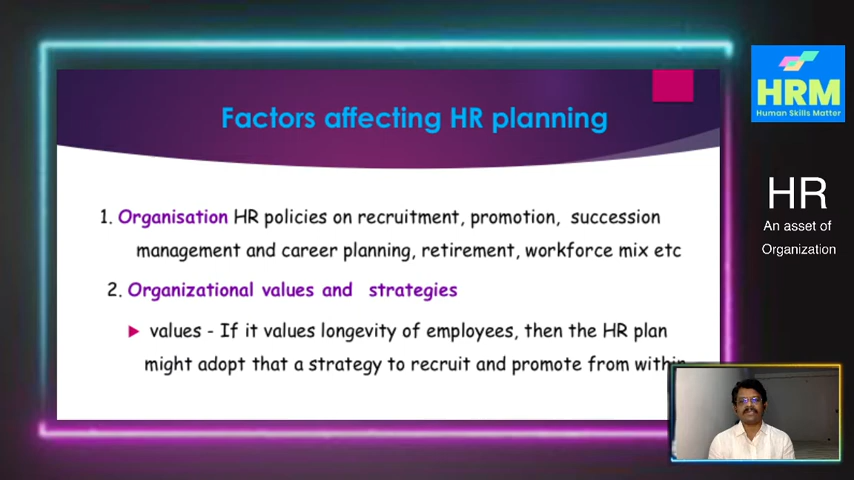 Factors affecting HR planning
1. Organisation HR policies on recruitment, promotion, succession
management and career planning, retirement, workforce mix etc
2. Organizational values and strategies
values - If it values longevity of employees, then the HR plan
might adopt that a strategy to recruit and promote from within
HRM
Human Skills Matter
HR
An asset of
Organization